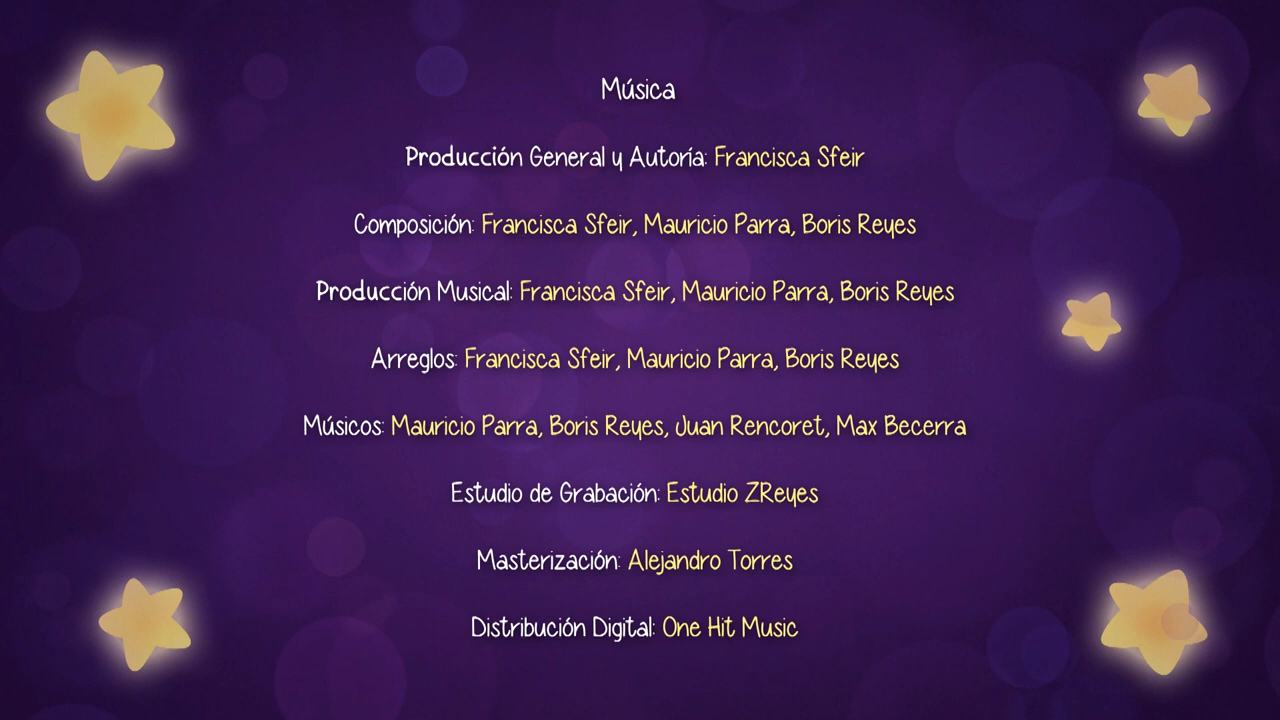 Música
Producción General y Autoría: Francisca Sfeir
Composición: Francisca Sfeir, Mauricio Parra, Boris Reyes
Producción Musical: Francisca Sfeir, Mauricio Parra, Boris Reyes
Arreglos: Francisca Sfeir, Mauricio Parra, Boris Reyes
Músicos: Mauricio Parra, Boris Reyes, Juan Rencoret, Max Becerra
Estudio de Grabación: Estudio ZReyes
Masterización: Alejandro Torres
Distribución Digital: One Hit Music